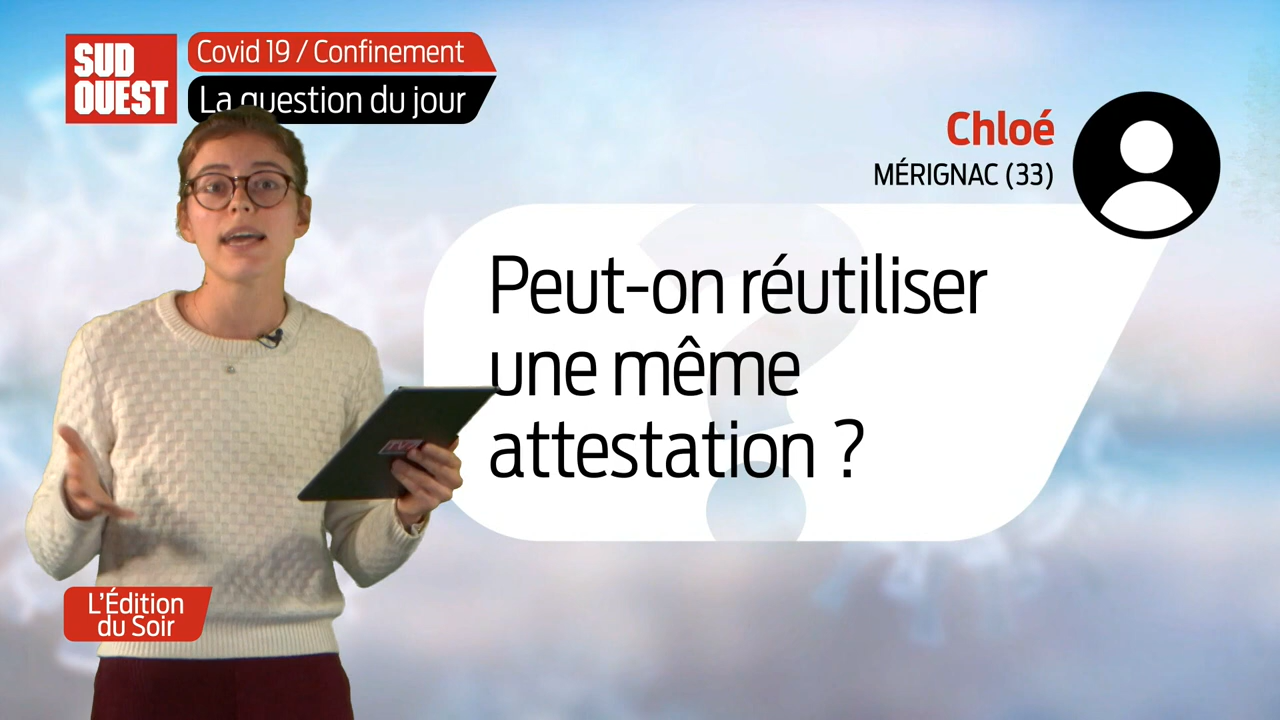 SUD
OUEST
Covid 19 / Confinement
La question du jour
Chloé
MÉRIGNAC (33)
Peut-on réutiliser
une même
attestation ?
TV7
L'Édition
du Soir